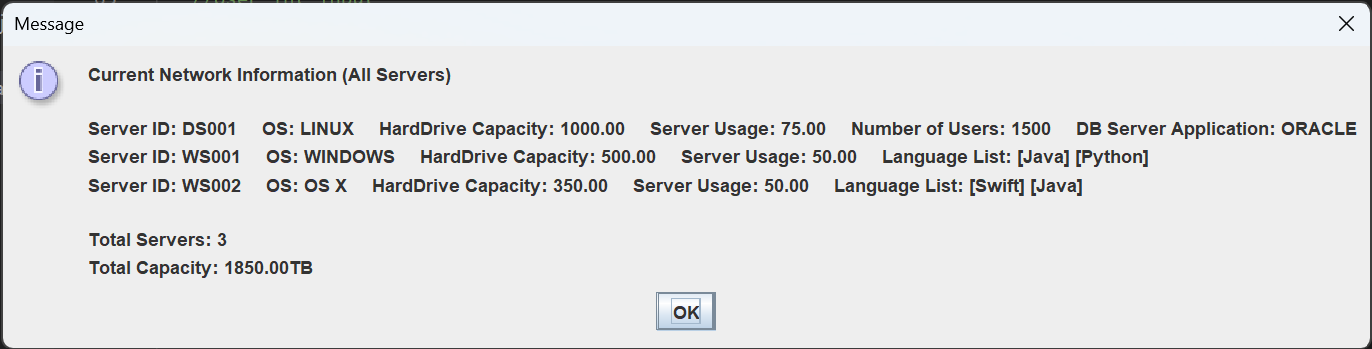 Message
Current Network Information (All Servers)
Server ID: DS001 OS: LINUX HardDrive Capacity: 1000.00 Server Usage: 75.00 Number of Users: 1500 DB Server Application: ORACLE
Server ID: WS001 OS: WINDOWS HardDrive Capacity: 500.00 Server Usage: 50.00 Language List: [Java] [Python]
Server ID: WS002 OS: OS X HardDrive Capacity: 350.00 Server Usage: 50.00 Language List: [Swift] [Java]
Total Servers: 3
Total Capacity: 1850.00TB
OK